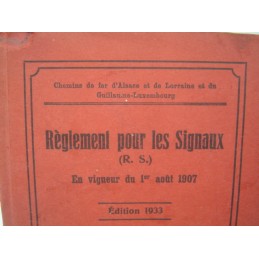 Chemins de fer d'Alsace et de Lorraine et du
Guillaume-Luxembourg
Règlement pour les Signaux
(R. S.)
En vigueur du 1er août 1907
Édition 1933